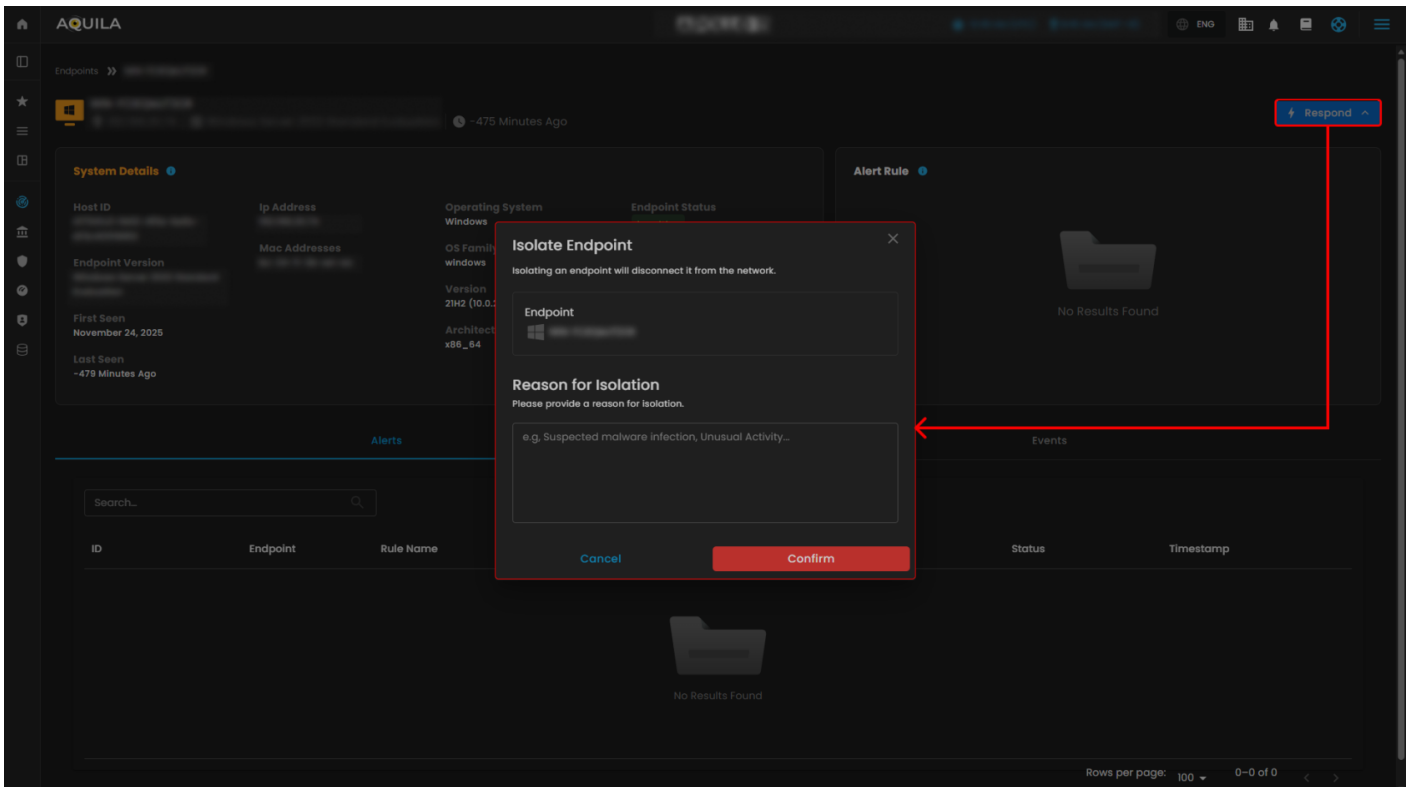 AQUILA
ENG
Endpoints
-475 Minutes Ago
Respond
System Details
Host ID
Ip Address
Operating System
Windows
Endpoint Status
Mac Addresses
OS Family
windows
Endpoint Version
Version
21H2 (10.0.2
First Seen
November 24, 2025
Architect
x86_64
Last Seen
-479 Minutes Ago
Alert Rule
No Results Found
Isolate Endpoint
Isolating an endpoint will disconnect it from the network.
Endpoint
Reason for Isolation
Please provide a reason for isolation.
e.g, Suspected malware infection, Unusual Activity...
Cancel
Confirm
Alerts
Events
Search...
ID
Endpoint
Rule Name
Status
Timestamp
No Results Found
Rows per page:
100
0-0 of 0